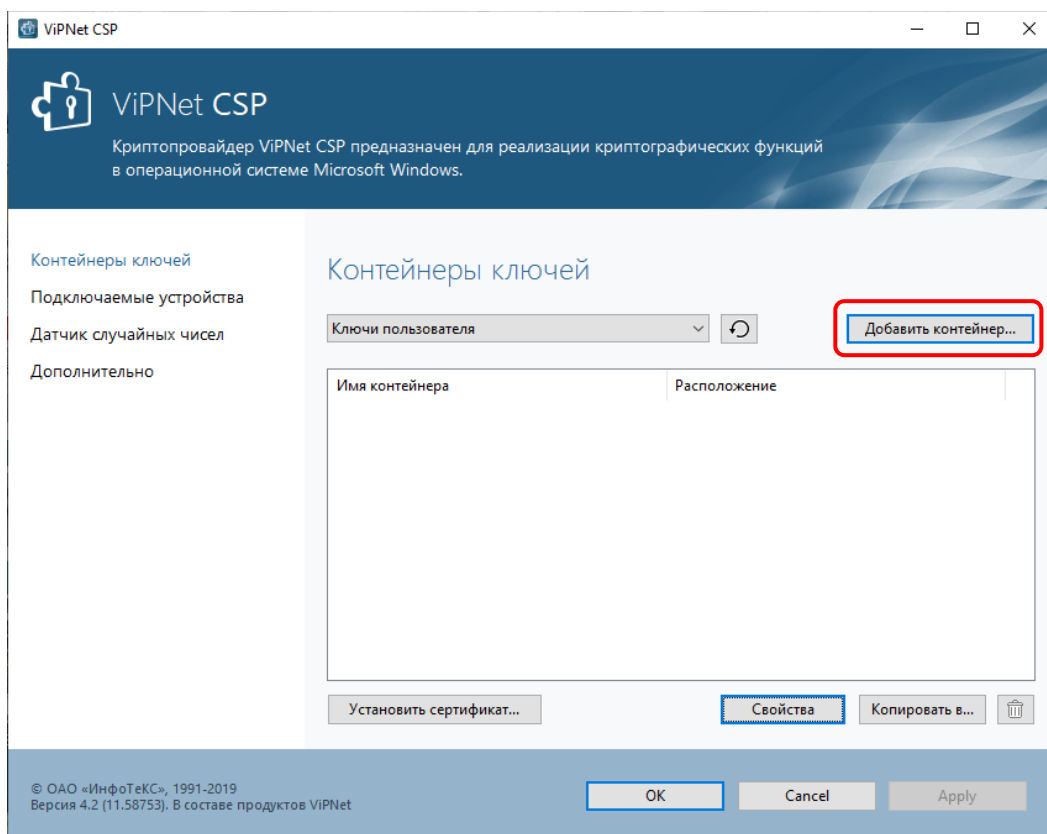 ViPNet CSP
ViPNet CSP
Криптопровайдер ViPNet CSP предназначен для реализации криптографических функций
в операционной системе Microsoft Windows.
Контейнеры ключей
Подключаемые устройства
Датчик случайных чисел
Дополнительно
Контейнеры ключей
Ключи пользователя
Добавить контейнер...
Имя контейнера
Расположение
Установить сертификат...
Свойства
Копировать в...
© ОАО «ИнфоТеКС», 1991-2019
Версия 4.2 (11.58753). В составе продуктов ViPNet
OK
Cancel
Apply